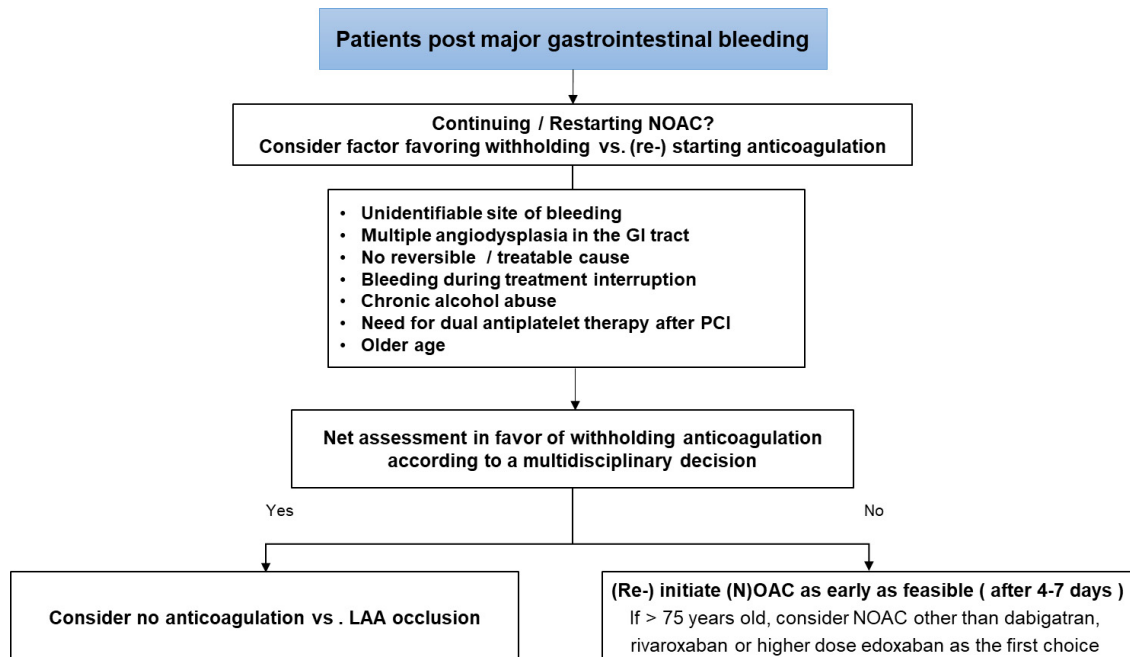 Patients post major gastrointestinal bleeding
Continuing / Restarting NOAC?
Consider factor favoring withholding vs. (re-) starting anticoagulation
• Unidentifiable site of bleeding
• Multiple angiodysplasia in the GI tract
• No reversible / treatable cause
• Bleeding during treatment interruption
• Chronic alcohol abuse
• Need for dual antiplatelet therapy after PCI
• Older age
Net assessment in favor of withholding anticoagulation
according to a multidisciplinary decision
Yes
No
Consider no anticoagulation vs . LAA occlusion
(Re-) initiate (N)OAC as early as feasible ( after 4-7 days )
If > 75 years old, consider NOAC other than dabigatran,
rivaroxaban or higher dose edoxaban as the first choice